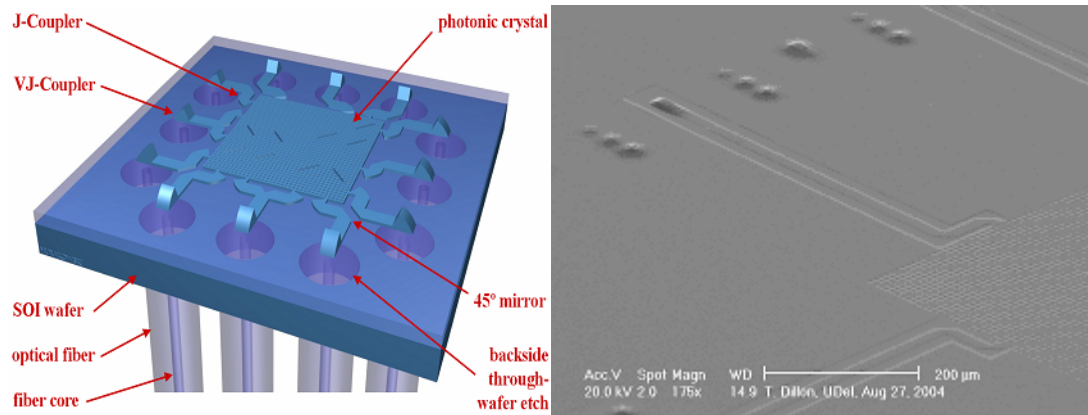 J-Coupler
photonic crystal
VJ-Coupler
SOI wafer
45º mirror
optical fiber
backside
through-
wafer etch
fiber core
Acc.V Spot Magn WD 200 µm
20.0 kV 2.0 175x 14.9 T. Dillon, UDel, Aug 27, 2004